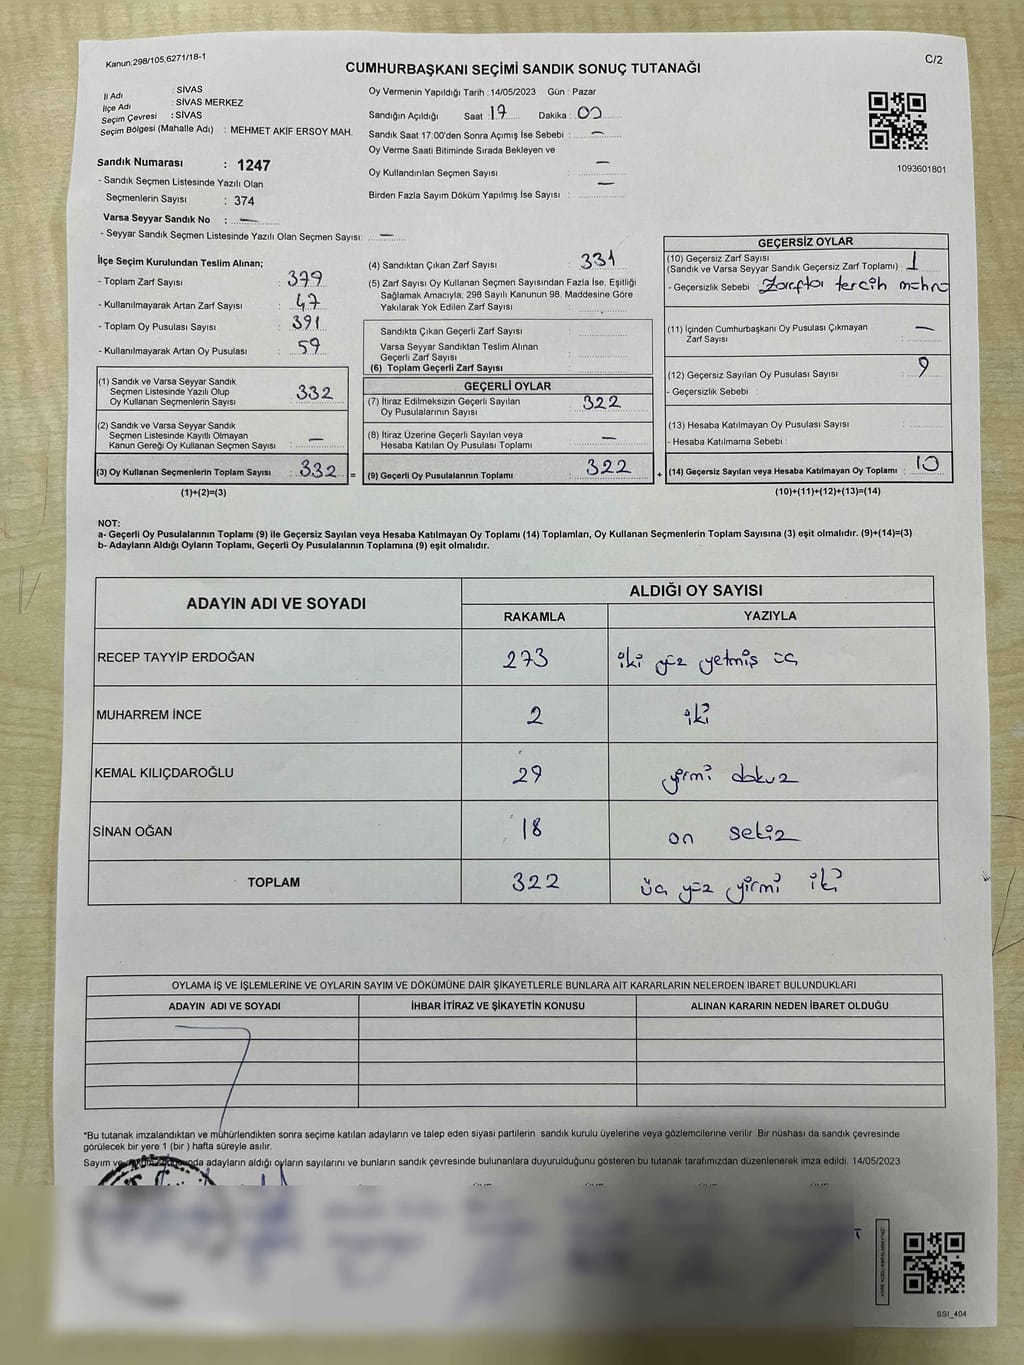 Kanun;298/105;6271/18-1
C/2
CUMHURBAŞKANI SEÇİMİ SANDIK SONUÇ TUTANAĞI
İl Adı : SİVAS
İlçe Adı : SİVAS MERKEZ
Seçim Çevresi : SİVAS
Seçim Bölgesi (Mahalle Adı) : MEHMET AKİF ERSOY MAH.
Sandık Numarası : 1247
- Sandık Seçmen Listesinde Yazılı Olan
Seçmenlerin Sayısı : 374
Varsa Seyyar Sandık No : —
- Seyyar Sandık Seçmen Listesinde Yazılı Olan Seçmen Sayısı: —
Oy Vermenin Yapıldığı Tarih : 14/05/2023 Gün : Pazar
Sandığın Açıldığı Saat : 17 Dakika : 00
Sandık Saat 17:00'den Sonra Açımış İse Sebebi : —
Oy Verme Saati Bitiminde Sırada Bekleyen ve
Oy Kullandırılan Seçmen Sayısı : —
Birden Fazla Sayım Döküm Yapılmış İse Sayısı : —
1093601801
İlçe Seçim Kurulundan Teslim Alınan;
- Toplam Zarf Sayısı : 379
- Kullanılmayarak Artan Zarf Sayısı : 47
- Toplam Oy Pusulası Sayısı : 391
- Kullanılmayarak Artan Oy Pusulası : 59
(1) Sandık ve Varsa Seyyar Sandık
Seçmen Listesinde Yazılı Olup
Oy Kullanan Seçmenlerin Sayısı : 332
(2) Sandık ve Varsa Seyyar Sandık
Seçmen Listesinde Kayıtlı Olmayan
Kanun Gereği Oy Kullanan Seçmen Sayısı : —
(3) Oy Kullanan Seçmenlerin Toplam Sayısı : 332 =
(1)+(2)=(3)
(4) Sandıktan Çıkan Zarf Sayısı : 331
(5) Zarf Sayısı Oy Kullanan Seçmen Sayısından Fazla İse, Eşitliği
Sağlamak Amacıyla; 298 Sayılı Kanunun 98. Maddesine Göre
Yakılarak Yok Edilen Zarf Sayısı :
Sandıkta Çıkan Geçerli Zarf Sayısı :
Varsa Seyyar Sandıktan Teslim Alınan
Geçerli Zarf Sayısı :
(6) Toplam Geçerli Zarf Sayısı :
GEÇERLİ OYLAR
(7) İtiraz Edilmeksizin Geçerli Sayılan
Oy Pusulalarının Sayısı : 322
(8) İtiraz Üzerine Geçerli Sayılan veya
Hesaba Katılan Oy Pusulası Toplamı : —
(9) Geçerli Oy Pusulalarının Toplamı : 322 +
GEÇERSİZ OYLAR
(10) Geçersiz Zarf Sayısı
(Sandık ve Varsa Seyyar Sandık Geçersiz Zarf Toplamı) : 1
- Geçersizlik Sebebi : tercih
(11) İçinden Cumhurbaşkanı Oy Pusulası Çıkmayan
Zarf Sayısı : —
(12) Geçersiz Sayılan Oy Pusulası Sayısı : 9
- Geçersizlik Sebebi :
(13) Hesaba Katılmayan Oy Pusulası Sayısı :
- Hesaba Katılmama Sebebi :
(14) Geçersiz Sayılan veya Hesaba Katılmayan Oy Toplamı : 10
(10)+(11)+(12)+(13)=(14)
NOT:
a- Geçerli Oy Pusulalarının Toplamı (9) ile Geçersiz Sayılan veya Hesaba Katılmayan Oy Toplamı (14) Toplamları, Oy Kullanan Seçmenlerin Toplam Sayısına (3) eşit olmalıdır. (9)+(14)=(3)
b- Adayların Aldığı Oyların Toplamı, Geçerli Oy Pusulalarının Toplamına (9) eşit olmalıdır.
ADAYIN ADI VE SOYADI
ALDIĞI OY SAYISI
RAKAMLA YAZIYLA
RECEP TAYYİP ERDOĞAN 273 iki yüz yetmiş üç
MUHARREM İNCE 2 iki
KEMAL KILIÇDAROĞLU 29 yirmi dokuz
SİNAN OĞAN 18 on sekiz
TOPLAM 322 üç yüz yirmi iki
OYLAMA İŞ VE İŞLEMLERİNE VE OYLARIN SAYIM VE DÖKÜMÜNE DAİR ŞİKAYETLERLE BUNLARA AİT KARARLARIN NELERDEN İBARET BULUNDUKLARI
ADAYIN ADI VE SOYADI İHBAR İTİRAZ VE ŞİKAYETİN KONUSU ALINAN KARARIN NEDEN İBARET OLDUĞU
*Bu tutanak imzalandıktan ve mühürlendikten sonra seçime katılan adayların ve talep eden siyasi partilerin sandık kurulu üyelerine veya gözlemcilerine verilir. Bir nüshası da sandık çevresinde
görülecek bir yere 1 (bir) hafta süreyle asılır.
Sayım ve adayların aldığı oyların sayılarını ve bunların sandık çevresinde bulunanlara duyurulduğunu gösteren bu tutanak tarafımızdan düzenlenerek imza edildi. 14/05/2023
SSI_404